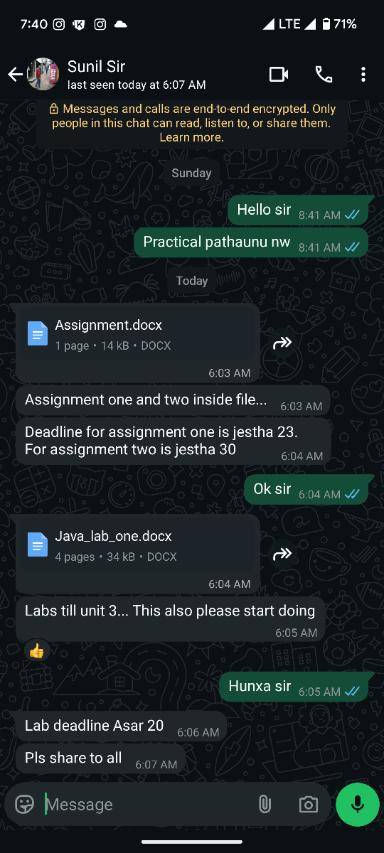 7:40
LTE
71%
Sunil Sir
last seen today at 6:07 AM
Messages and calls are end-to-end encrypted. Only
people in this chat can read, listen to, or share them.
Learn more.
Sunday
Hello sir 8:41 AM
Practical pathaunu nw 8:41 AM
Today
Assignment.docx
1 page • 14 kB • DOCX
6:03 AM
Assignment one and two inside file... 6:03 AM
Deadline for assignment one is jestha 23.
For assignment two is jestha 30
6:04 AM
Ok sir 6:04 AM
Java_lab_one.docx
4 pages • 34 kB • DOCX
6:04 AM
Labs till unit 3... This also please start doing
6:05 AM
Hunxa sir 6:05 AM
Lab deadline Asar 20 6:06 AM
Pls share to all 6:07 AM
Message